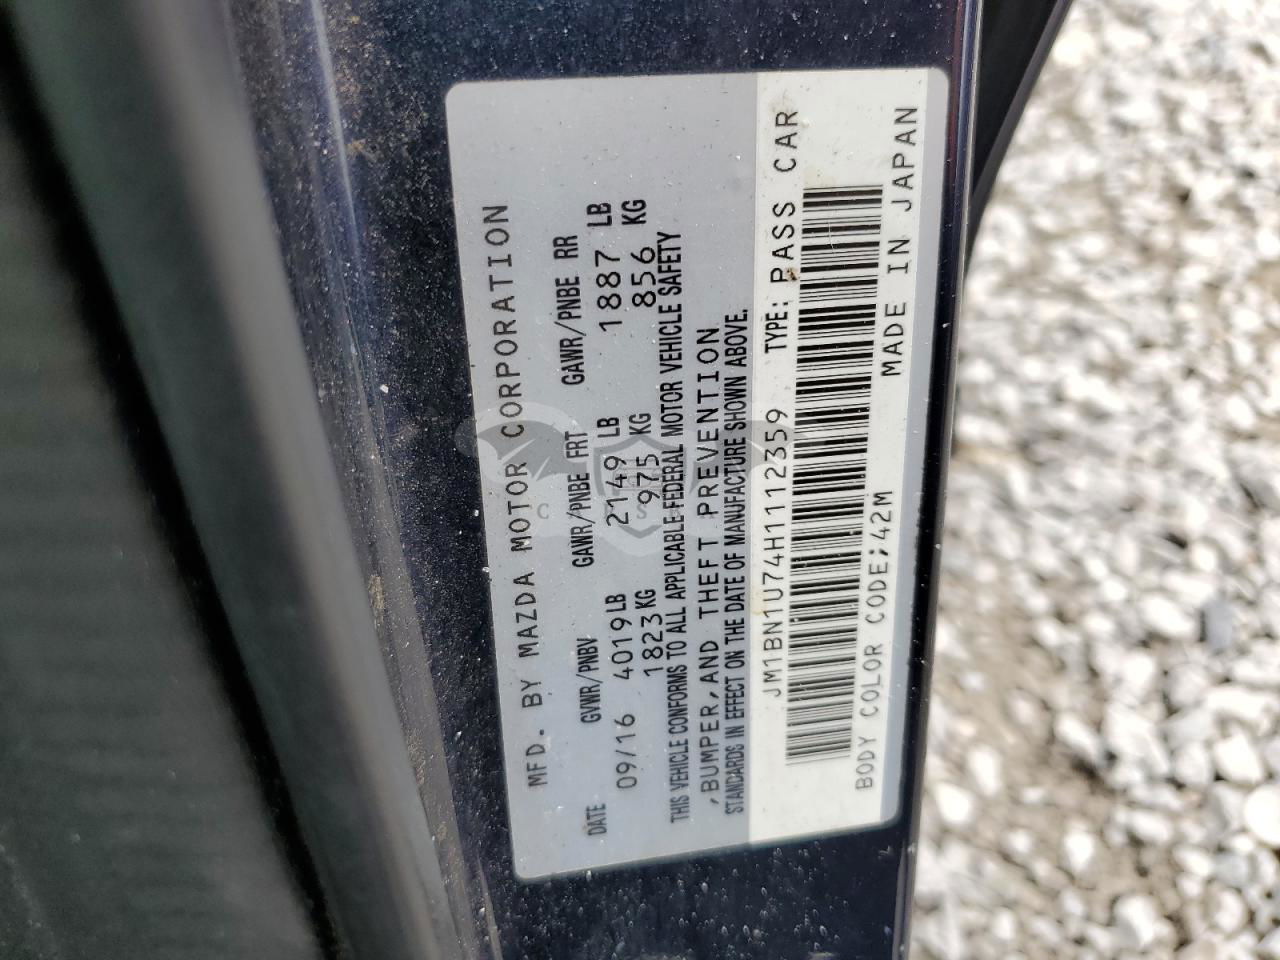 MFD. BY MAZDA MOTOR CORPORATION
DATE GVWR/PNBV GAWR/PNBE FRT GAWR/PNBE RR
09/16 4019LB 2149 LB 1887 LB
1823KG 975 KG 856 KG
THIS VEHICLE CONFORMS TO ALL APPLICABLE FEDERAL MOTOR VEHICLE SAFETY
,BUMPER,AND THEFT PREVENTION
STANDARDS IN EFFECT ON THE DATE OF MANUFACTURE SHOWN ABOVE.
JM1BN1U74H1112359 TYPE: PASS CAR
BODY COLOR CODE;42M MADE IN JAPAN